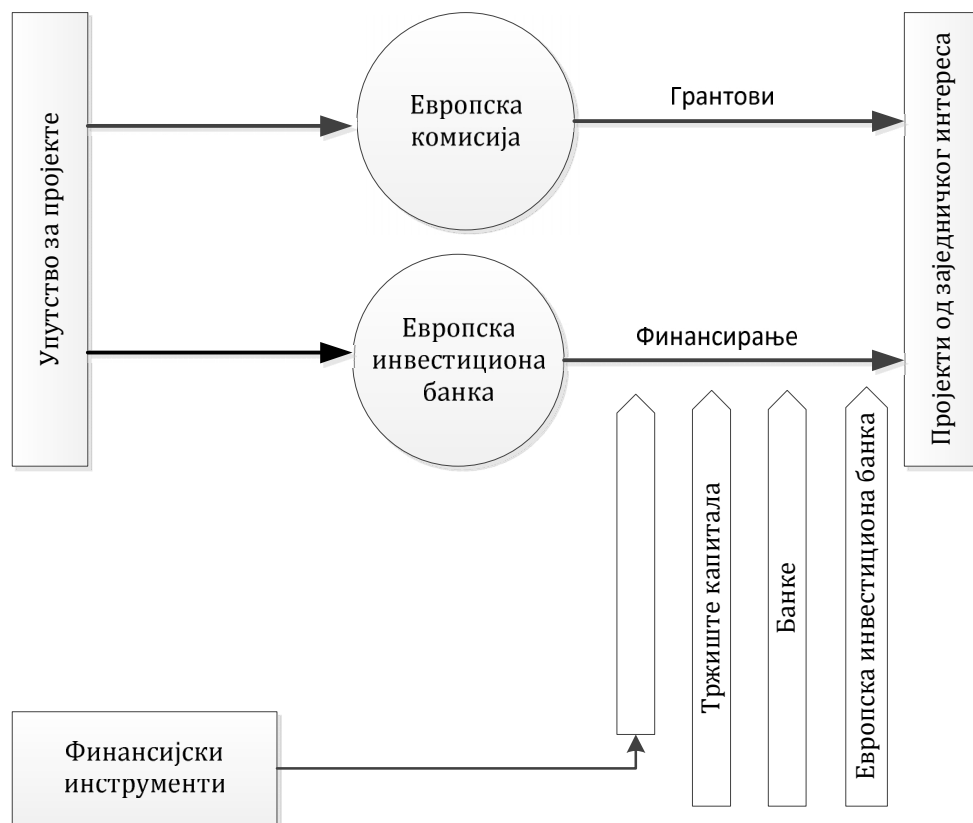 Упутство за пројекте
Европска
комисија
Грантови
Европска
инвестициона
банка
Финансирање
Пројекти од заједничког интереса
Тржиште капитала
Банке
Европска инвестициона банка
Финансијски
инструменти